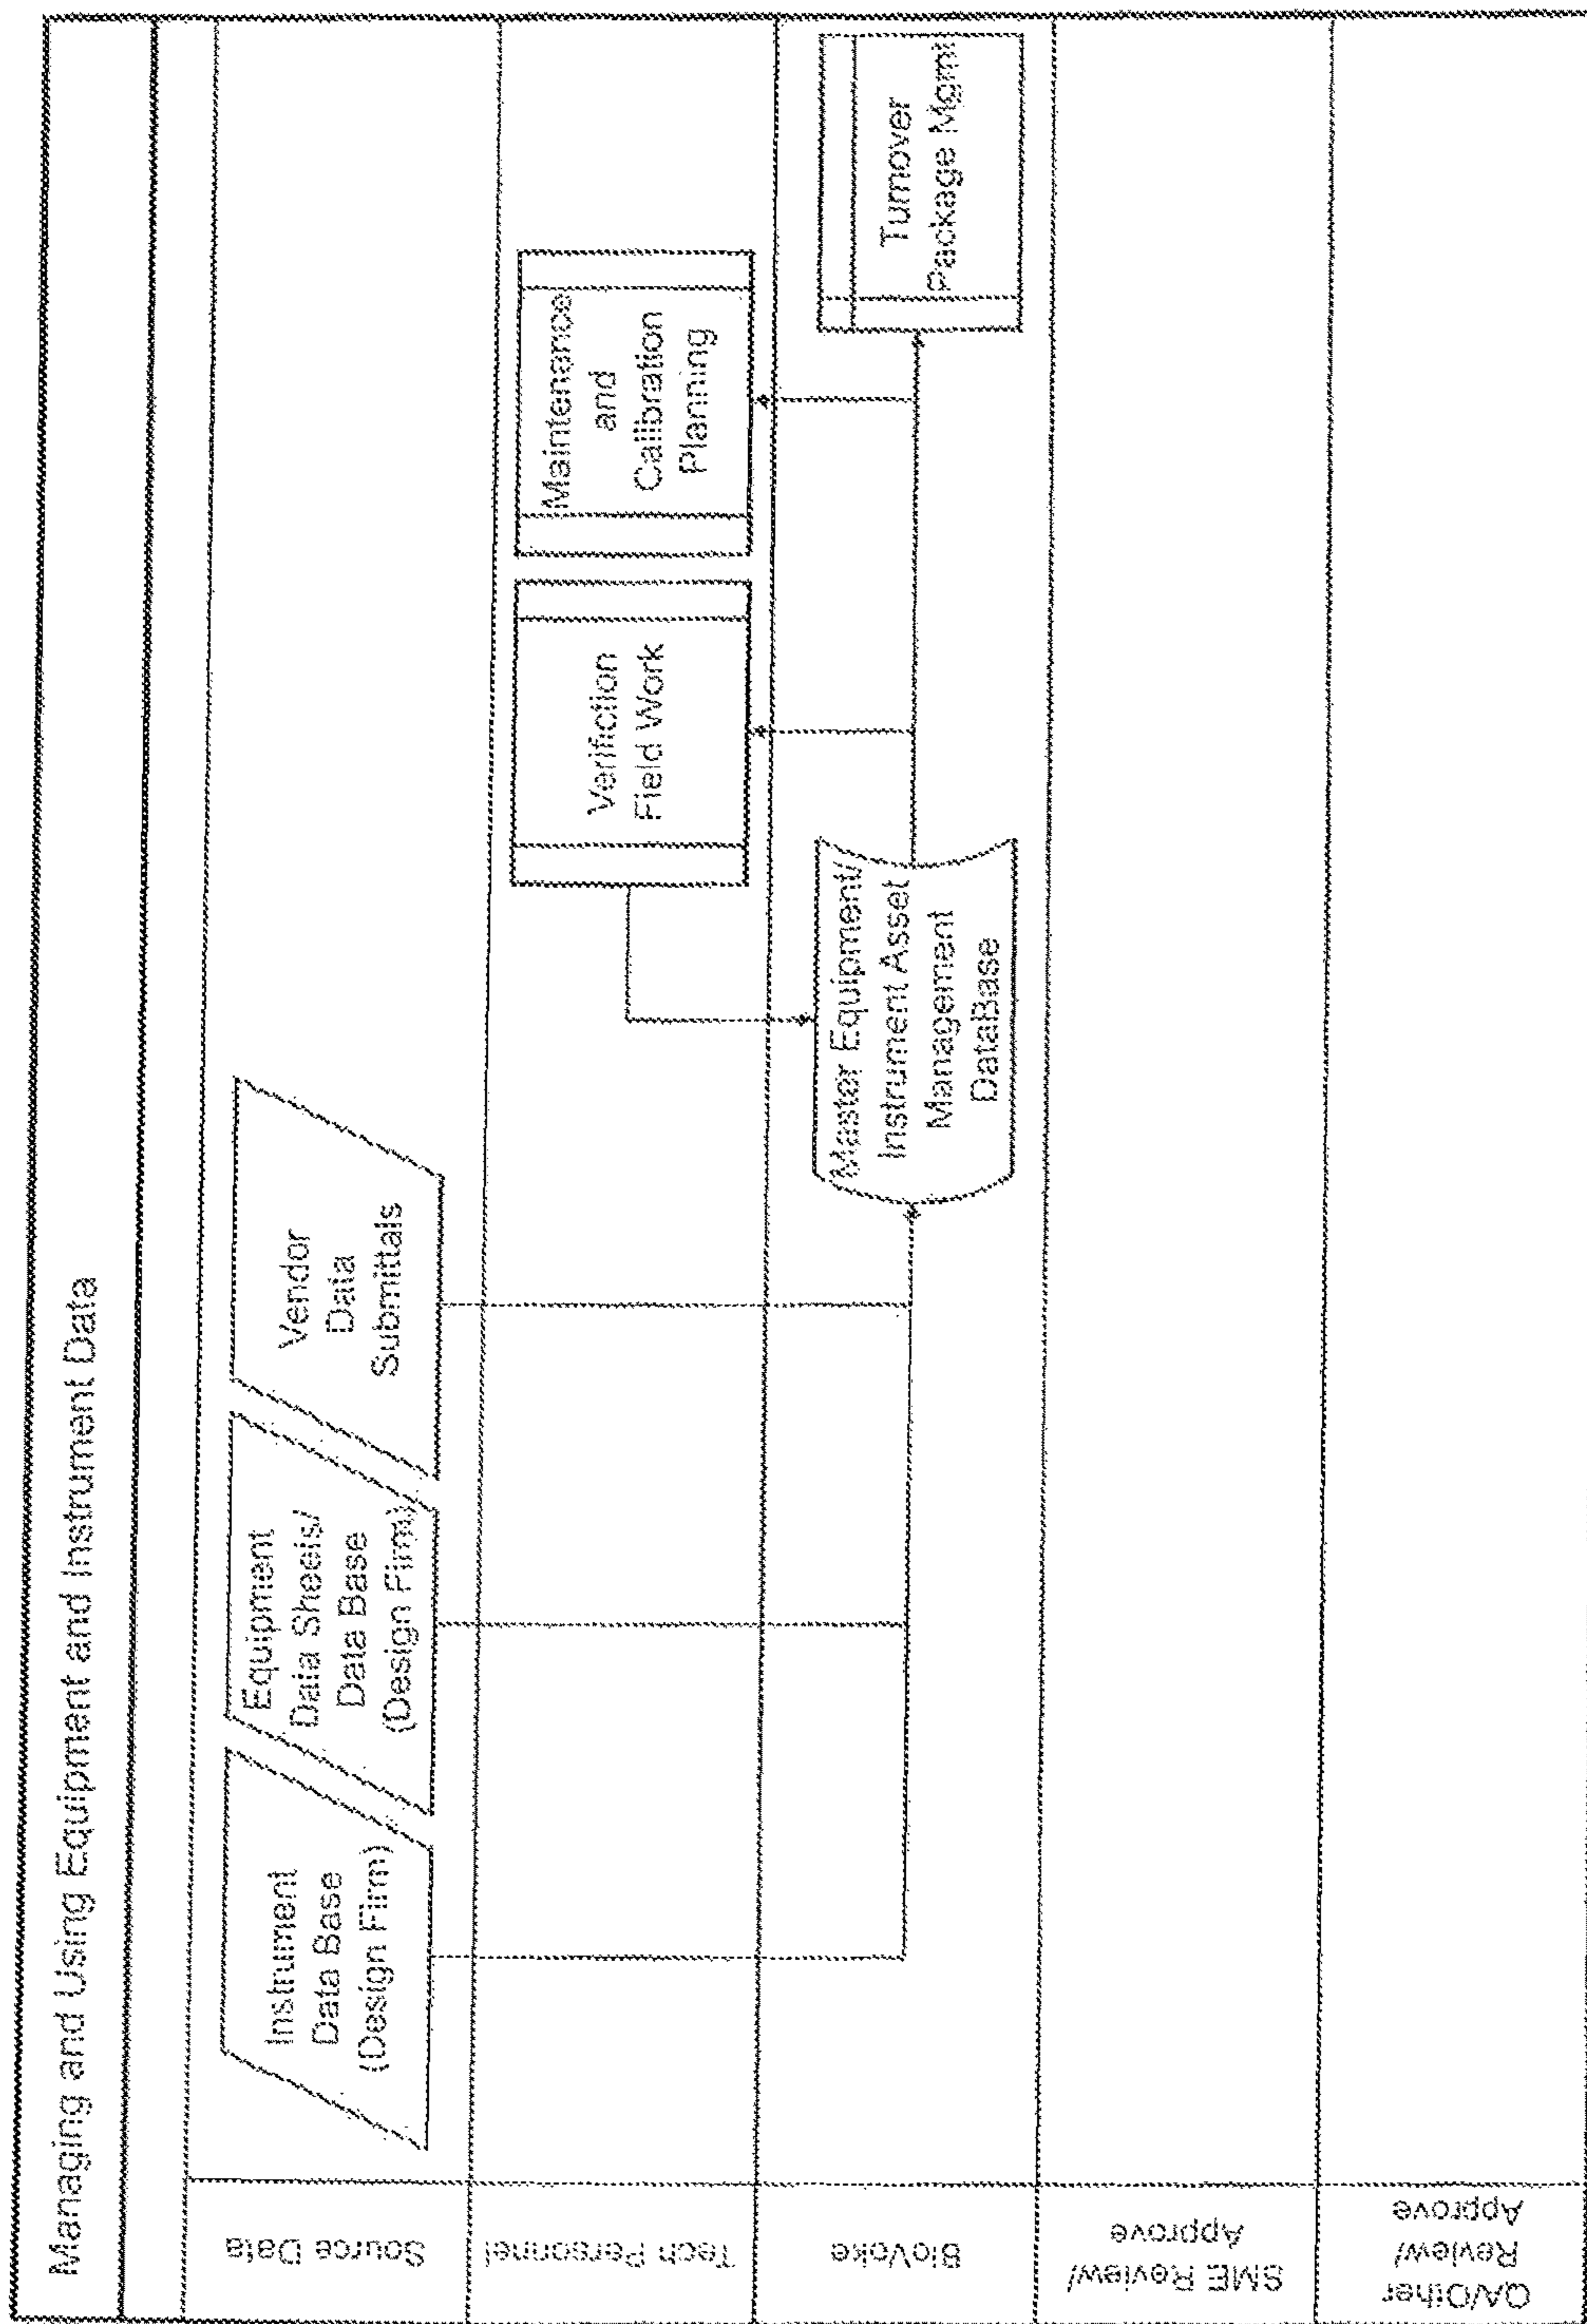 Managing and Using Equipment and Instrument Data
Source Data
Instrument
Data Base
(Design Firm)
Equipment
Data Sheets/
Data Base
(Design Firm)
Vendor
Data
Submittals
Tech Personnel
Verifiction
Field Work
Maintenance
and
Calibration
Planning
BioVoke
Master Equipment/
Instrument Asset
Management
DataBase
Turnover
Package Mgmt
SME Review/
Approve
QA/Other
Review/
Approve